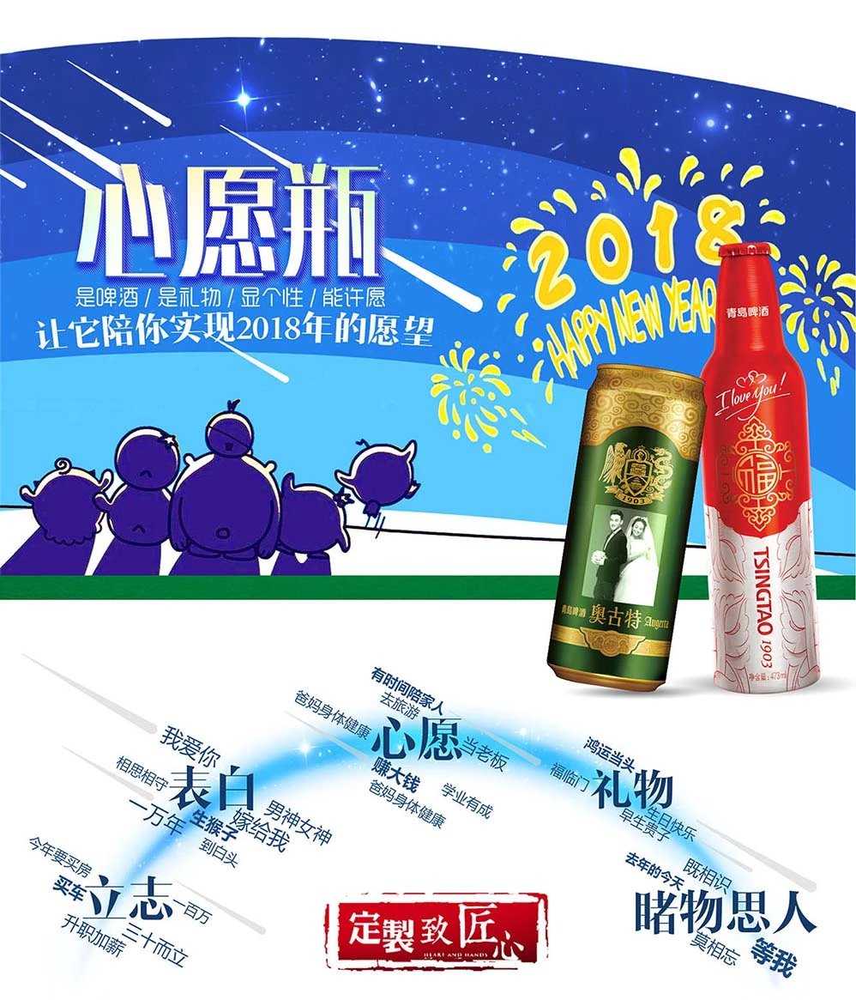 心愿瓶
是啤酒/是礼物/显个性/能许愿
让它陪你实现2018年的愿望
2018
HAPPY NEW YEAR
青岛啤酒
I love you!
福
TSINGTAO 1903
净含量:473ml
1903
青岛啤酒 奥古特 Augerta
有时间陪家人
去旅游
爸妈身体健康
心愿
当老板
赚大钱
爸妈身体健康
学业有成
我爱你
相思相守
表白
一万年
生猴子
男神女神
嫁给我
到白头
鸿运当头
福临门
礼物
生日快乐
早生贵子
今年要买房
买车
立志
一百万
升职加薪
三十而立
去年的今天
既相识
睹物思人
莫相忘
等我
定製致匠心
HEART AND HANDS